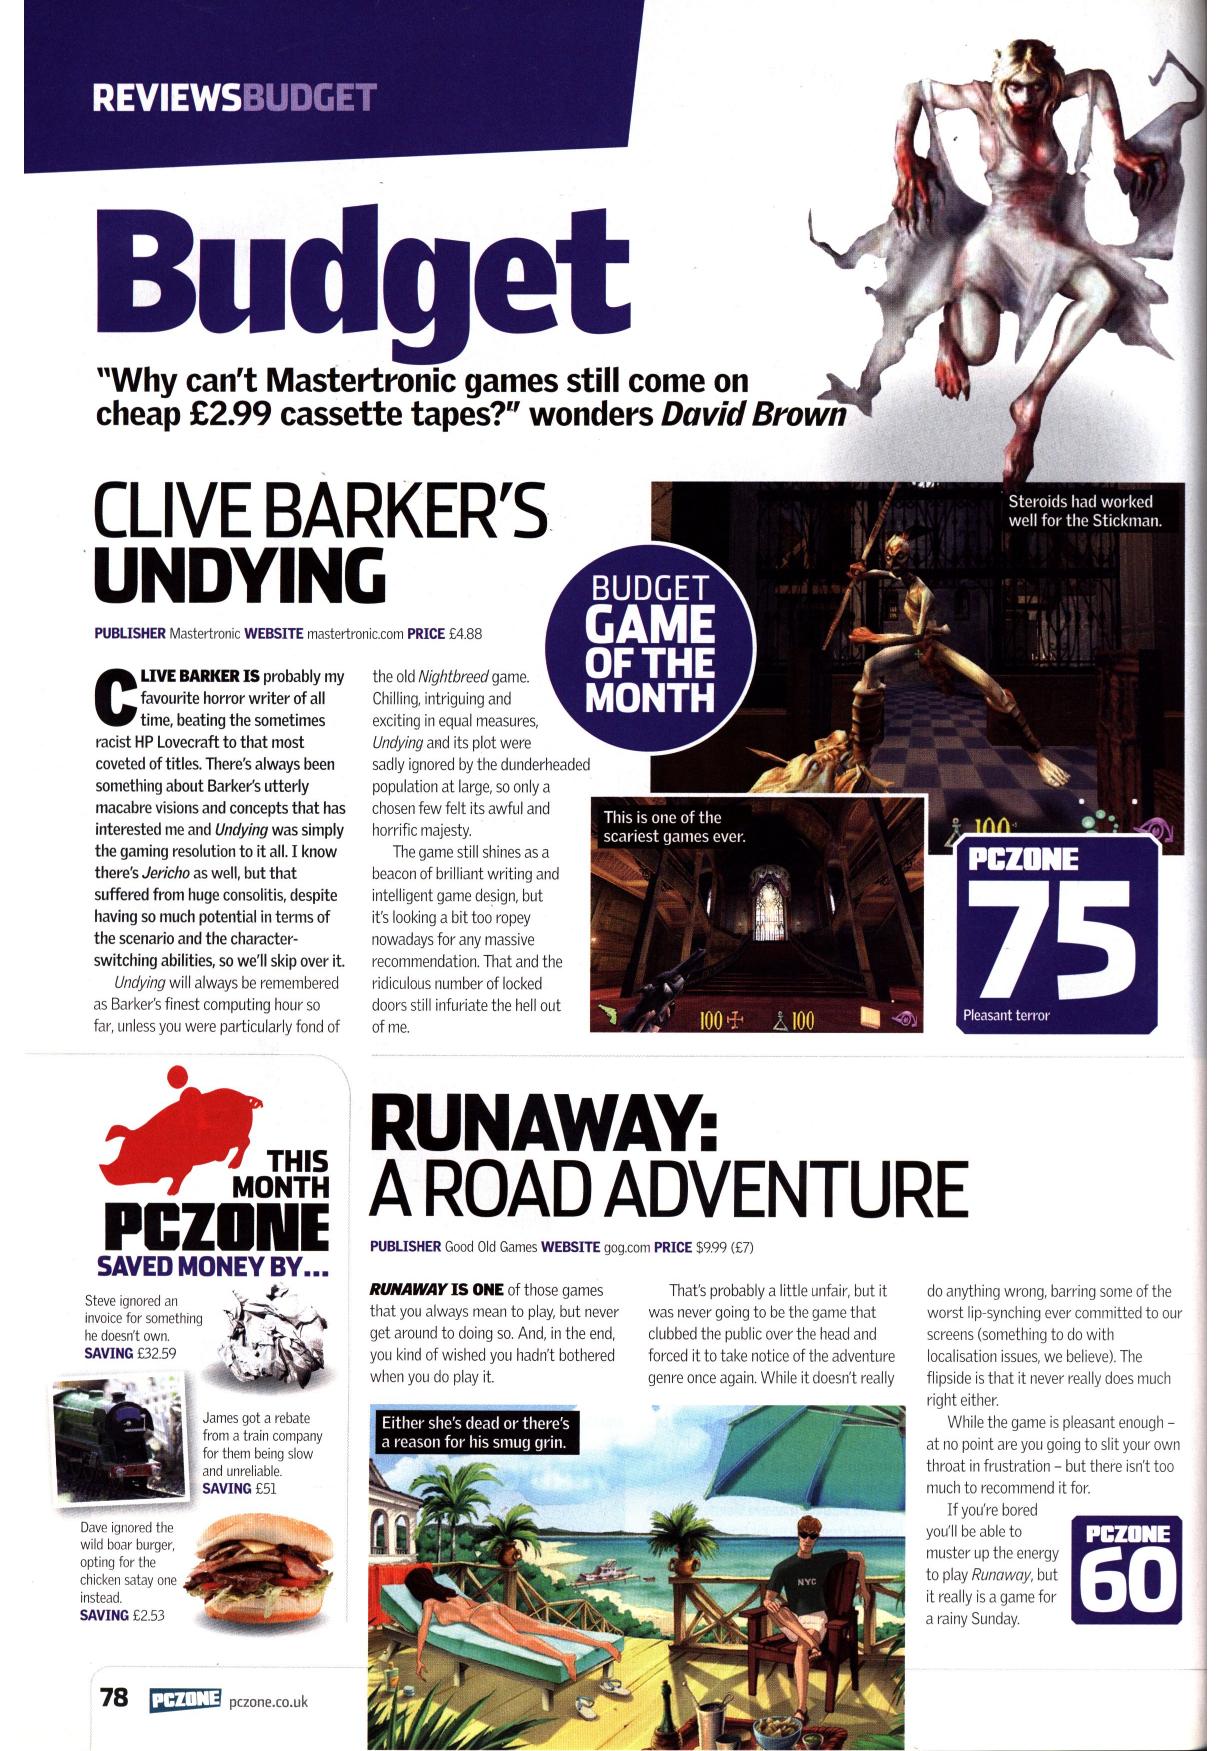 REVIEWSBUDGET
Budget
"Why can't Mastertronic games still come on
cheap £2.99 cassette tapes?" wonders David Brown
CLIVE BARKER'S
UNDYING
PUBLISHER Mastertronic WEBSITE mastertronic.com PRICE £4.88
CLIVE BARKER IS probably my
favourite horror writer of all
time, beating the sometimes
racist HP Lovecraft to that most
coveted of titles. There's always been
something about Barker's utterly
macabre visions and concepts that has
interested me and Undying was simply
the gaming resolution to it all. I know
there's Jericho as well, but that
suffered from huge consolitis, despite
having so much potential in terms of
the scenario and the character-
switching abilities, so we'll skip over it.
Undying will always be remembered
as Barker's finest computing hour so
far, unless you were particularly fond of
the old Nightbreed game.
Chilling, intriguing and
exciting in equal measures,
Undying and its plot were
sadly ignored by the dunderheaded
population at large, so only a
chosen few felt its awful and
horrific majesty.
The game still shines as a
beacon of brilliant writing and
intelligent game design, but
it's looking a bit too ropey
nowadays for any massive
recommendation. That and the
ridiculous number of locked
doors still infuriate the hell out
of me.
BUDGET
GAME
OF THE
MONTH
Steroids had worked
well for the Stickman.
100
This is one of the
scariest games ever.
100 100
PCZONE
75
Pleasant terror
THIS
MONTH
PCZONE
SAVED MONEY BY...
Steve ignored an
invoice for something
he doesn't own.
SAVING £32.59
James got a rebate
from a train company
for them being slow
and unreliable.
SAVING £51
Dave ignored the
wild boar burger,
opting for the
chicken satay one
instead.
SAVING £2.53
RUNAWAY:
A ROAD ADVENTURE
PUBLISHER Good Old Games WEBSITE gog.com PRICE $9.99 (£7)
RUNAWAY IS ONE of those games
that you always mean to play, but never
get around to doing so. And, in the end,
you kind of wished you hadn't bothered
when you do play it.
That's probably a little unfair, but it
was never going to be the game that
clubbed the public over the head and
forced it to take notice of the adventure
genre once again. While it doesn't really
do anything wrong, barring some of the
worst lip-synching ever committed to our
screens (something to do with
localisation issues, we believe). The
flipside is that it never really does much
right either.
While the game is pleasant enough –
at no point are you going to slit your own
throat in frustration – but there isn't too
much to recommend it for.
If you're bored
you'll be able to
muster up the energy
to play Runaway, but
it really is a game for
a rainy Sunday.
Either she's dead or there's
a reason for his smug grin.
NYC
PCZONE
60
78 PCZONE pczone.co.uk